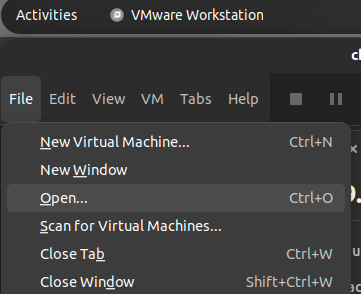 Activities VMware Workstation
File Edit View VM Tabs Help
New Virtual Machine... Ctrl+N
New Window
Open... Ctrl+O
Scan for Virtual Machines...
Close Tab Ctrl+W
Close Window Shift+Ctrl+W